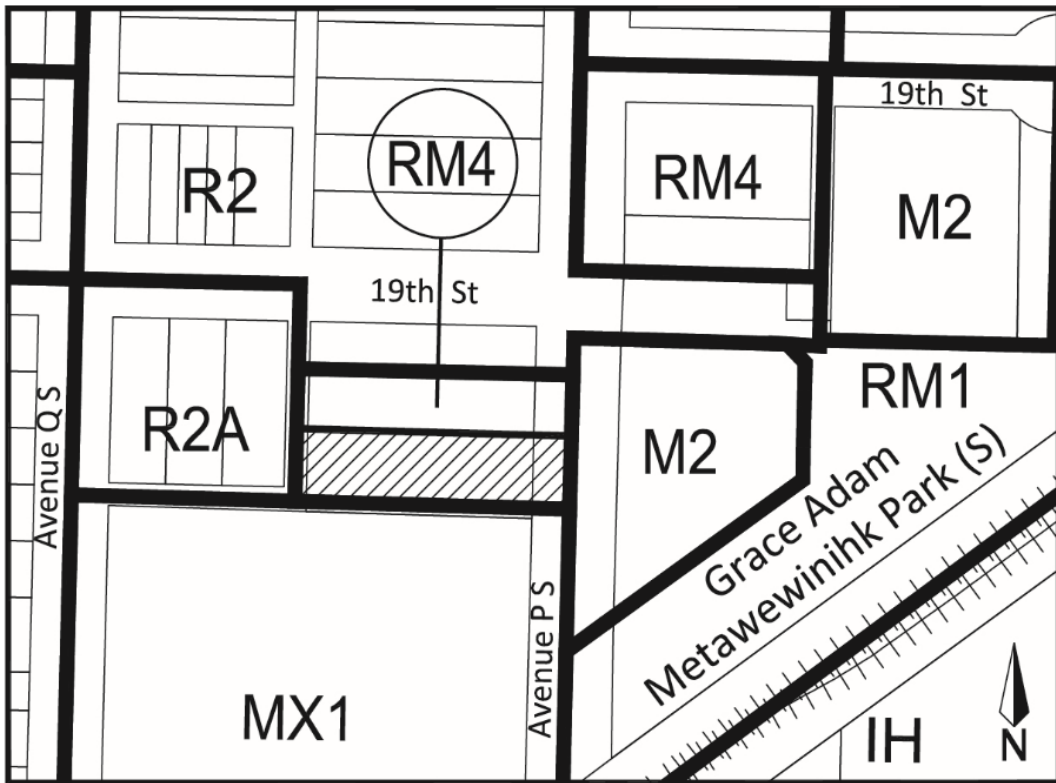 19th St
R2
RM4
RM4
M2
19th St
R2A
M2
RM1
Avenue Q S
Grace Adam
Metawewinihk Park (S)
Avenue P S
MX1
IH
N